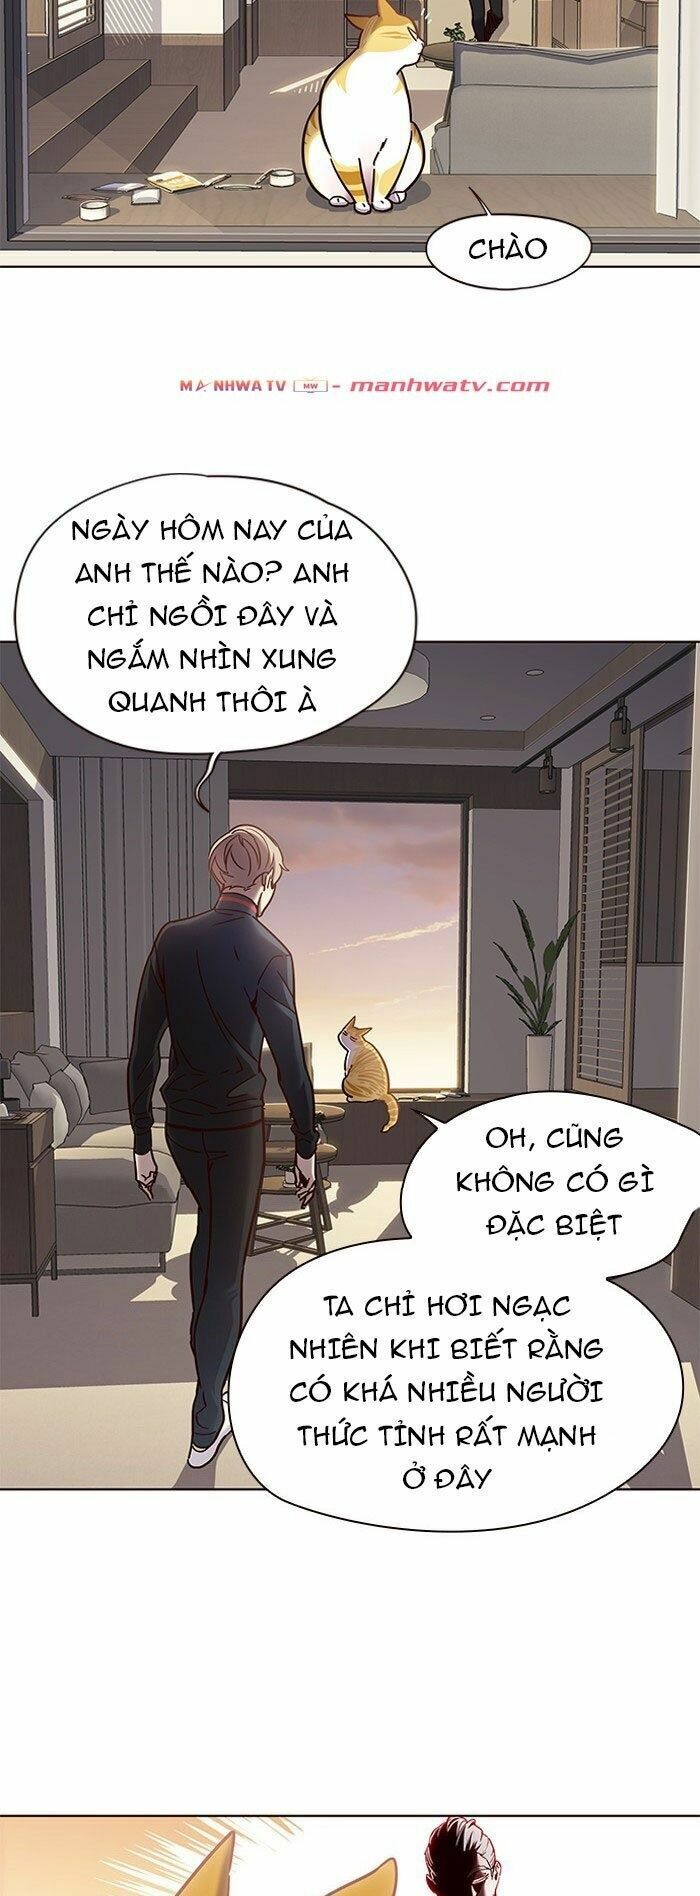 CHÀO
MANHWATV MW - manhwatv.com
NGÀY HÔM NAY CỦA
ANH THẾ NÀO? ANH
CHỈ NGỒI ĐÂY VÀ
NGẮM NHÌN XUNG
QUANH THÔI À
OH, CŨNG
KHÔNG CÓ GÌ
ĐẶC BIỆT
TA CHỈ HƠI NGẠC
NHIÊN KHI BIẾT RẰNG
CÓ KHÁ NHIỀU NGƯỜI
THỨC TỈNH RẤT MẠNH
Ở ĐÂY